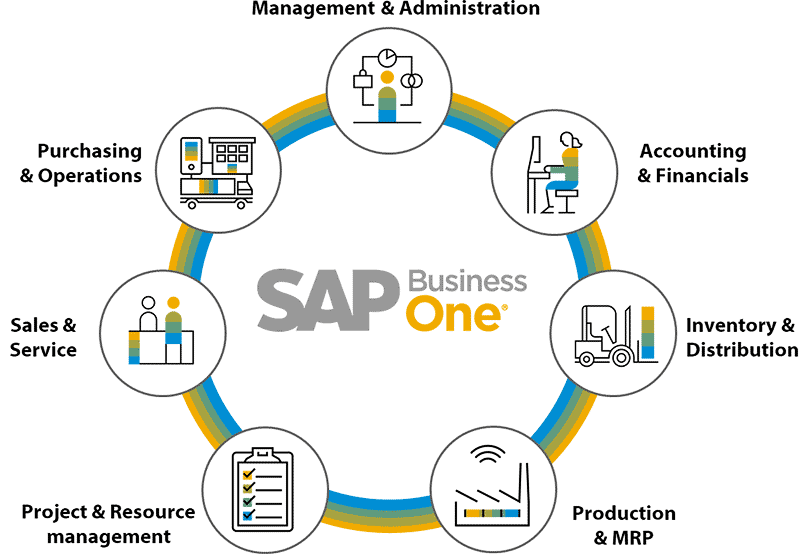 Management & Administration
Purchasing
& Operations
Accounting
& Financials
SAP Business
One®
Sales &
Service
Inventory &
Distribution
Project & Resource
management
Production
& MRP